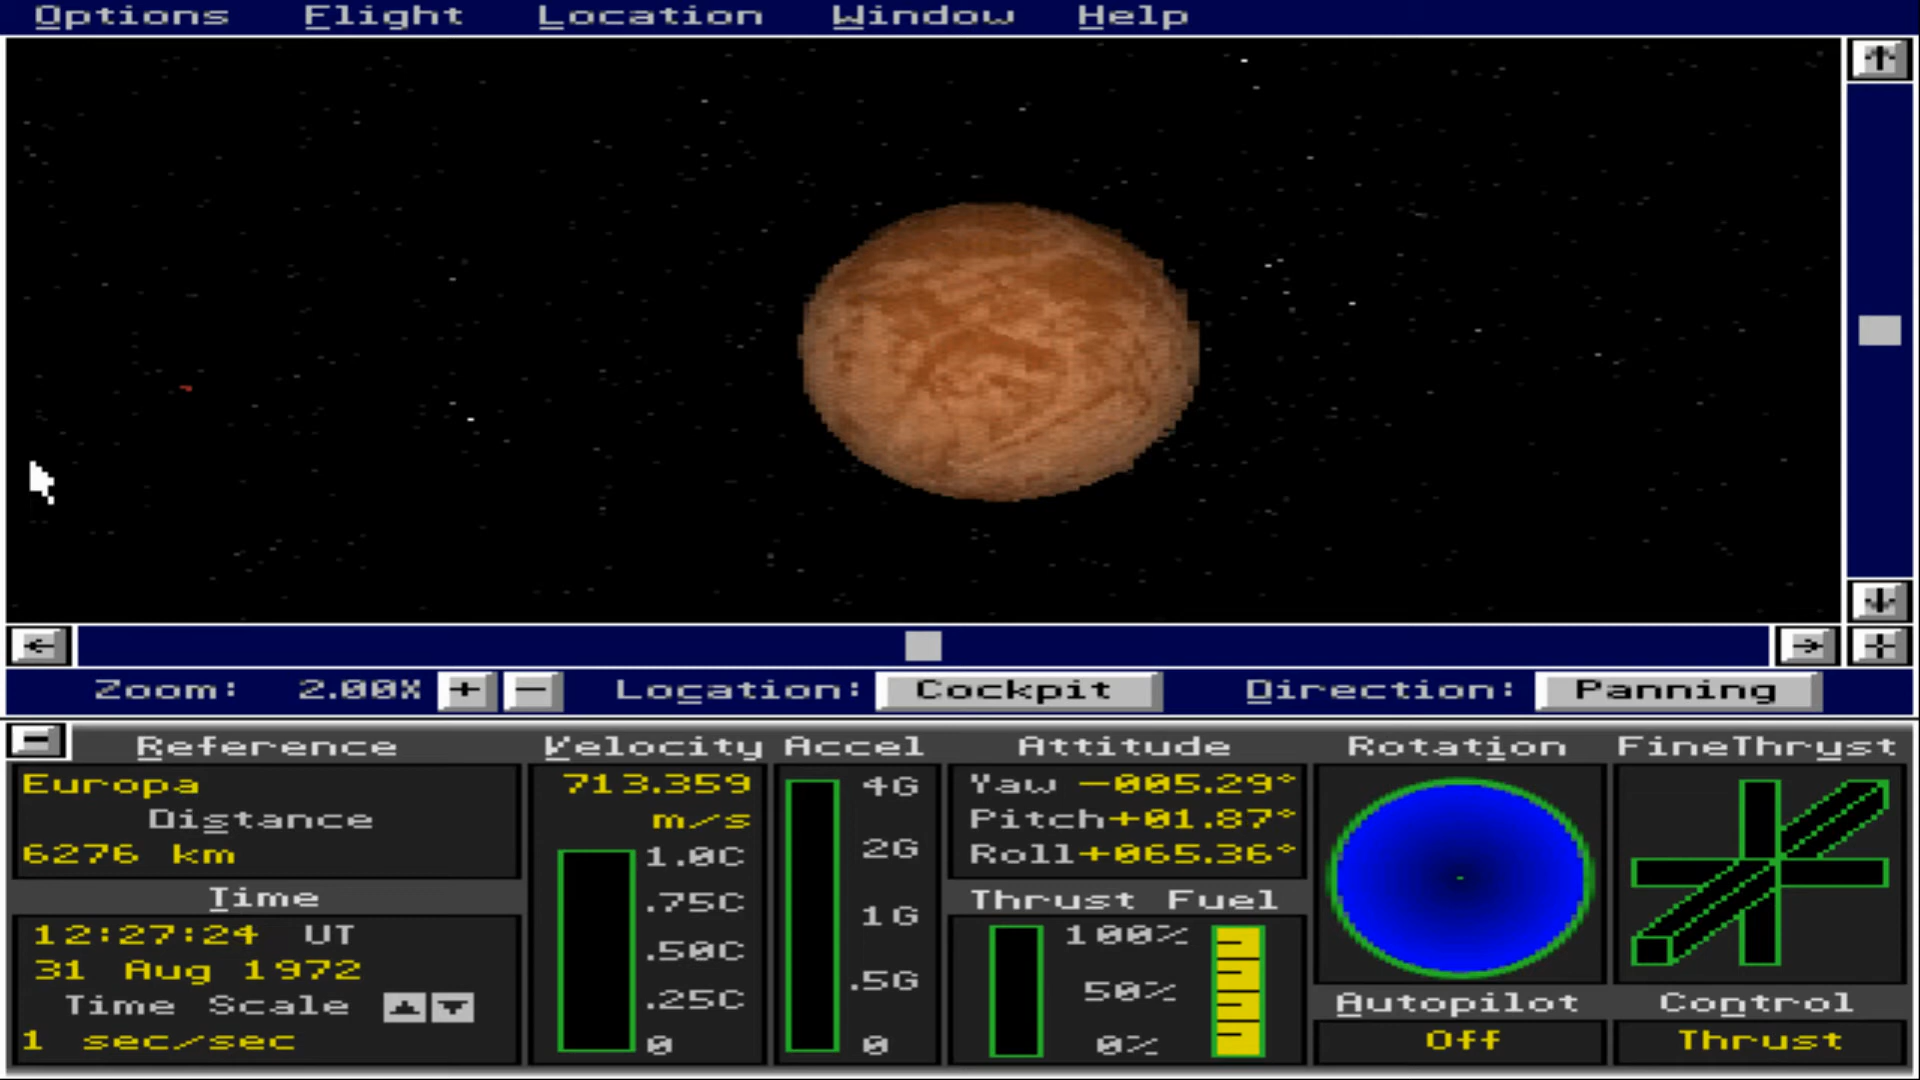 Options Flight Location Window Help
Zoom: 2.00X + − Location: Cockpit Direction: Panning
Reference Velocity Accel Attitude Rotation FineThrust
Europa
Distance
6276 km
Time
12:27:24 UT
31 Aug 1972
Time Scale
1 sec/sec
713.359
m/s
1.0C
.75C
.50C
.25C
0
4G
2G
1G
.5G
0
Yaw -005.29°
Pitch+01.87°
Roll+065.36°
Thrust Fuel
100%
50%
0%
Autopilot
Off
Control
Thrust